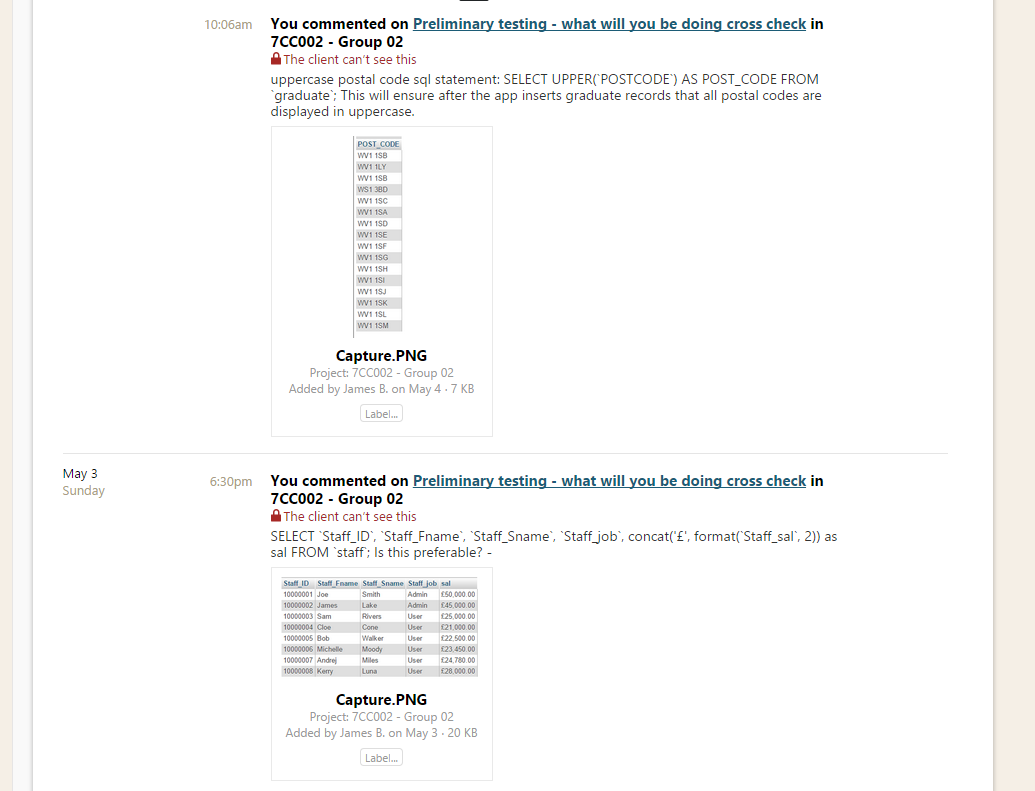 10:06am
You commented on Preliminary testing - what will you be doing cross check in
7CC002 - Group 02
The client can't see this
uppercase postal code sql statement: SELECT UPPER(`POSTCODE`) AS POST_CODE FROM
`graduate`; This will ensure after the app inserts graduate records that all postal codes are
displayed in uppercase.
POST_CODE
WV1 1SB
WV1 1LY
WV1 1SB
WS1 3BD
WV1 1SC
WV1 1SA
WV1 1SD
WV1 1SE
WV1 1SF
WV1 1SG
WV1 1SH
WV1 1SI
WV1 1SJ
WV1 1SK
WV1 1SL
WV1 1SM
Capture.PNG
Project: 7CC002 - Group 02
Added by James B. on May 4 · 7 KB
Label...
May 3
Sunday
6:30pm
You commented on Preliminary testing - what will you be doing cross check in
7CC002 - Group 02
The client can't see this
SELECT `Staff_ID`, `Staff_Fname`, `Staff_Sname`, `Staff_job`, concat('£', format(`Staff_sal`, 2)) as
sal FROM `staff`; Is this preferable? -
Staff_ID Staff_Fname Staff_Sname Staff_job sal
10000001 Joe Smith Admin £50,000.00
10000002 James Lake Admin £45,000.00
10000003 Sam Rivers User £25,000.00
10000004 Cloe Cone User £21,000.00
10000005 Bob Walker User £22,500.00
10000006 Michelle Moody User £23,450.00
10000007 Andrej Miles User £24,780.00
10000008 Kerry Luna User £28,000.00
Capture.PNG
Project: 7CC002 - Group 02
Added by James B. on May 3 · 20 KB
Label...